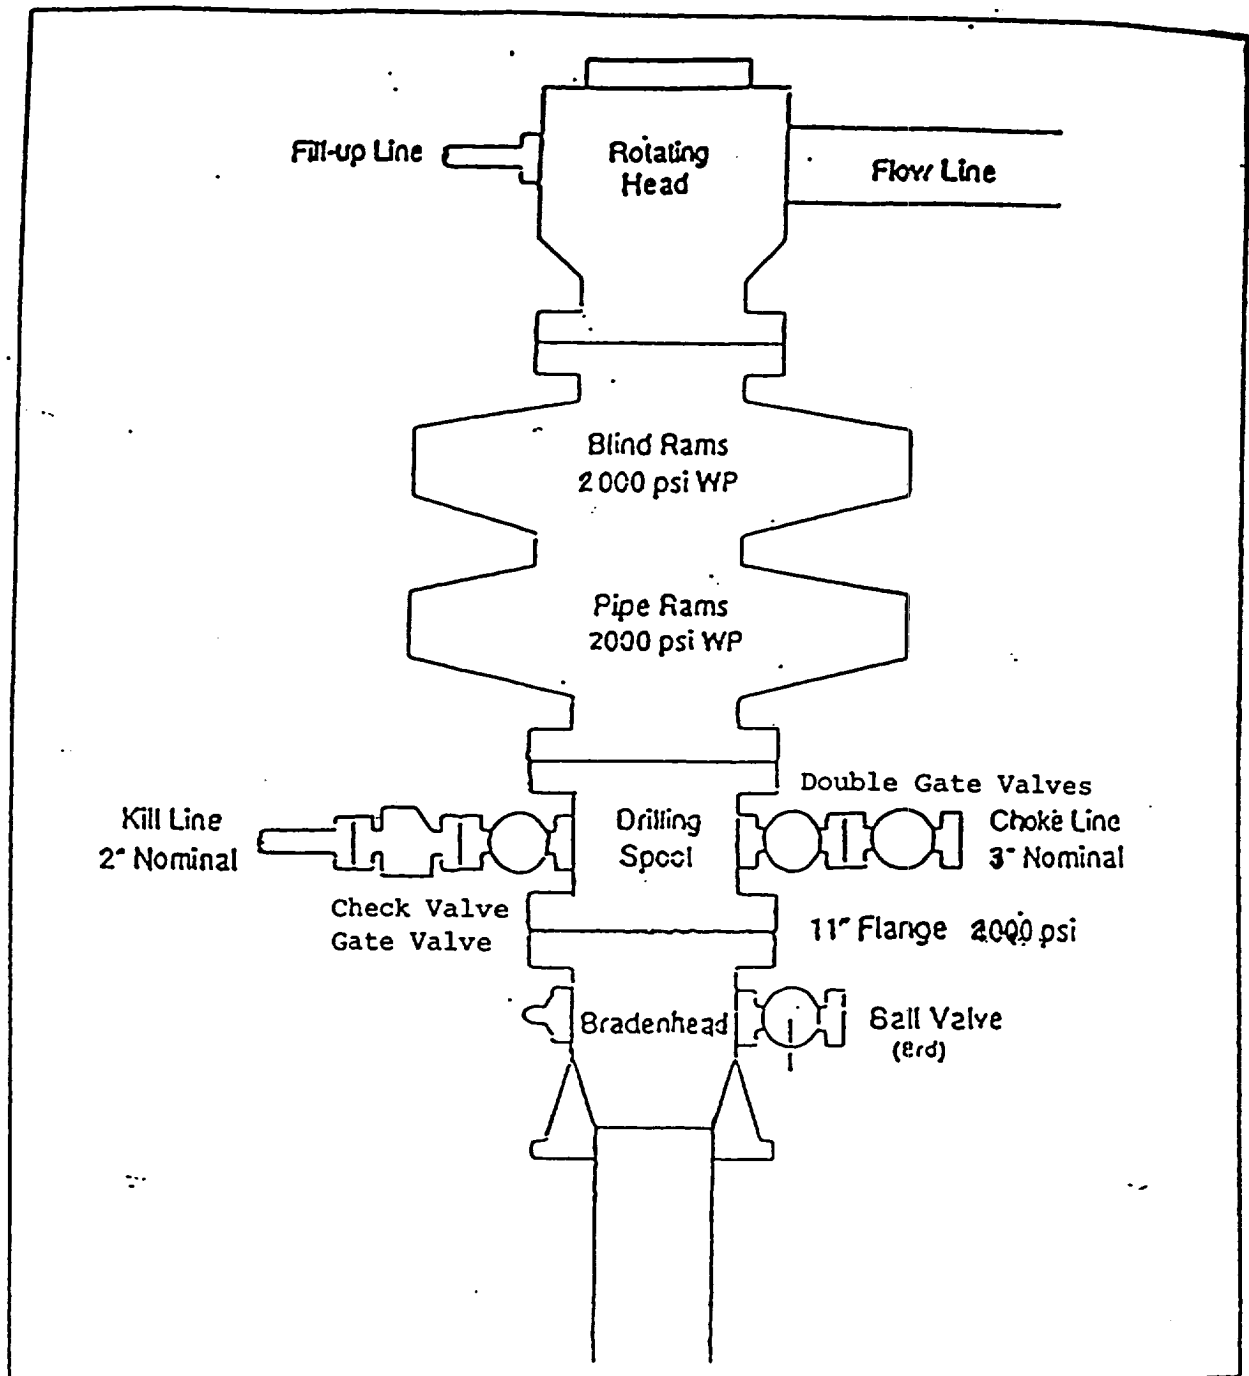 Fill-up Line
Rotating
Head
Flow Line
Blind Rams
2000 psi WP
Pipe Rams
2000 psi WP
Double Gate Valves
Kill Line
2" Nominal
Drilling
Spool
Choke Line
3" Nominal
Check Valve
Gate Valve
11" Flange 2000 psi
Bradenhead
Ball Valve